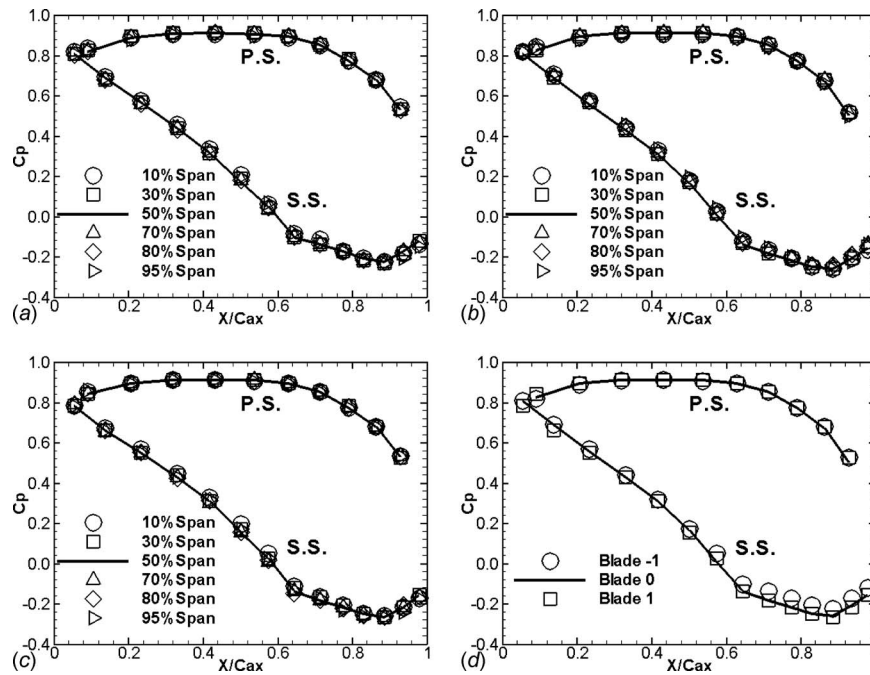 1.0
0.8
0.6
0.4
0.2
0.0
-0.2
-0.4
Cp
P.S.
S.S.
10% Span
30% Span
50% Span
70% Span
80% Span
95% Span
0 0.2 0.4 0.6 0.8 1
X/Cax
(a)
1.0
0.8
0.6
0.4
0.2
0.0
-0.2
-0.4
Cp
P.S.
S.S.
10% Span
30% Span
50% Span
70% Span
80% Span
95% Span
0 0.2 0.4 0.6 0.8 1
X/Cax
(b)
1.0
0.8
0.6
0.4
0.2
0.0
-0.2
-0.4
Cp
P.S.
S.S.
10% Span
30% Span
50% Span
70% Span
80% Span
95% Span
0 0.2 0.4 0.6 0.8 1
X/Cax
(c)
1.0
0.8
0.6
0.4
0.2
0.0
-0.2
-0.4
Cp
P.S.
S.S.
Blade -1
Blade 0
Blade 1
0 0.2 0.4 0.6 0.8 1
X/Cax
(d)